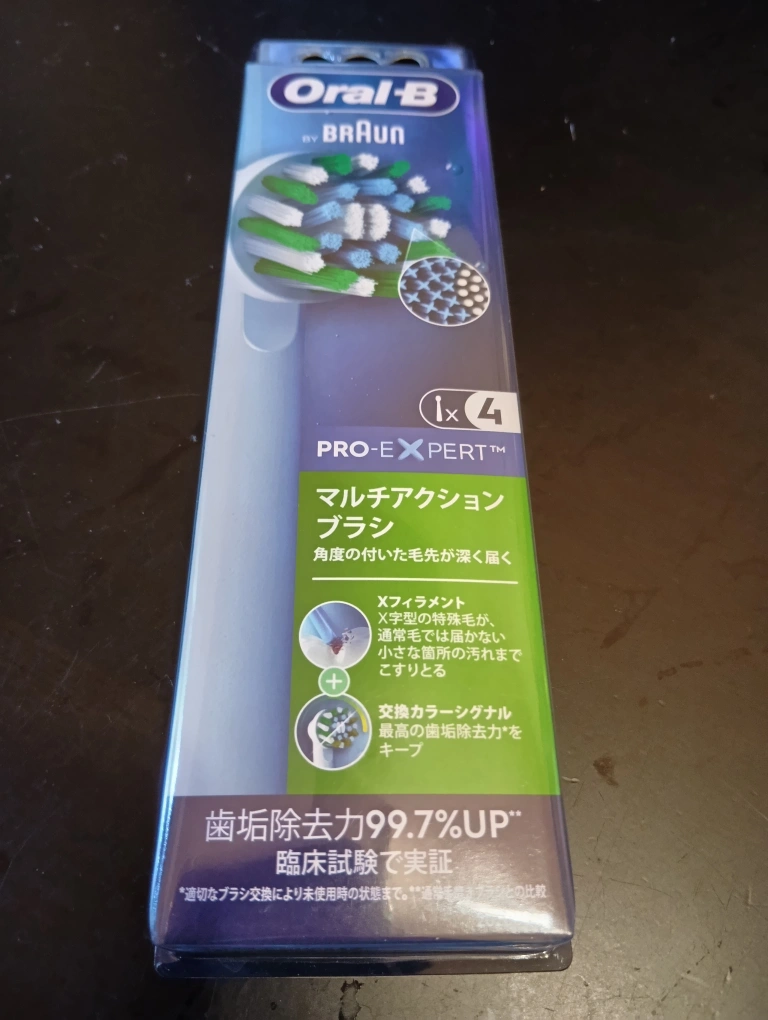 Oral-B
BY BRAUN
x 4
PRO-EXPERT™
マルチアクション
ブラシ
角度の付いた毛先が深く届く
Xフィラメント
X字型の特殊毛が、
通常毛では届かない
小さな箇所の汚れまで
こすりとる
+
交換カラーシグナル
最高の歯垢除去力*を
キープ
歯垢除去力99.7%UP**
臨床試験で実証
*適切なブラシ交換により未使用時の状態まで。**通常手磨きブラシとの比較